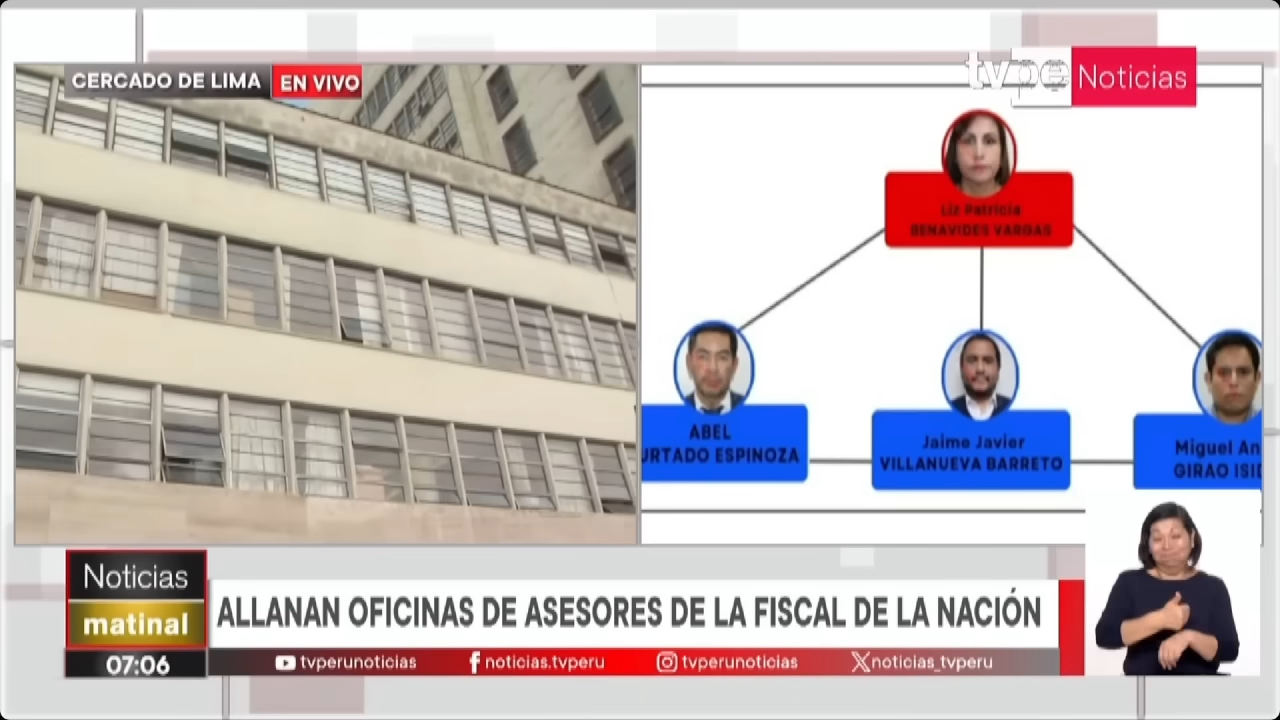 CERCADO DE LIMA
EN VIVO
tvpe Noticias
Liz Patricia
BENAVIDES VARGAS
ABEL
URTADO ESPINOZA
Jaime Javier
VILLANUEVA BARRETO
Miguel An
GIRAO ISID
Noticias
matinal
07:06
ALLANAN OFICINAS DE ASESORES DE LA FISCAL DE LA NACIÓN
tvperunoticias
noticias.tvperu
tvperunoticias
noticias_tvperu